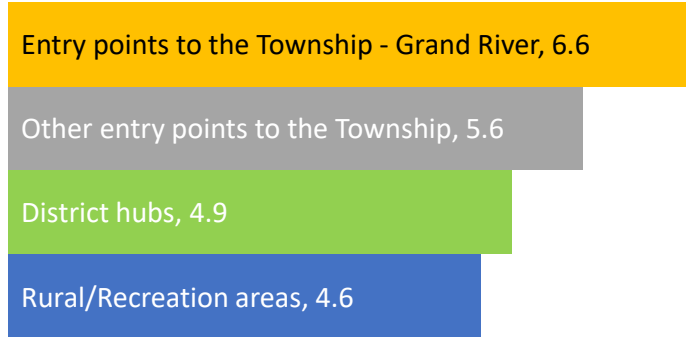 Entry points to the Township - Grand River, 6.6
Other entry points to the Township, 5.6
District hubs, 4.9
Rural/Recreation areas, 4.6